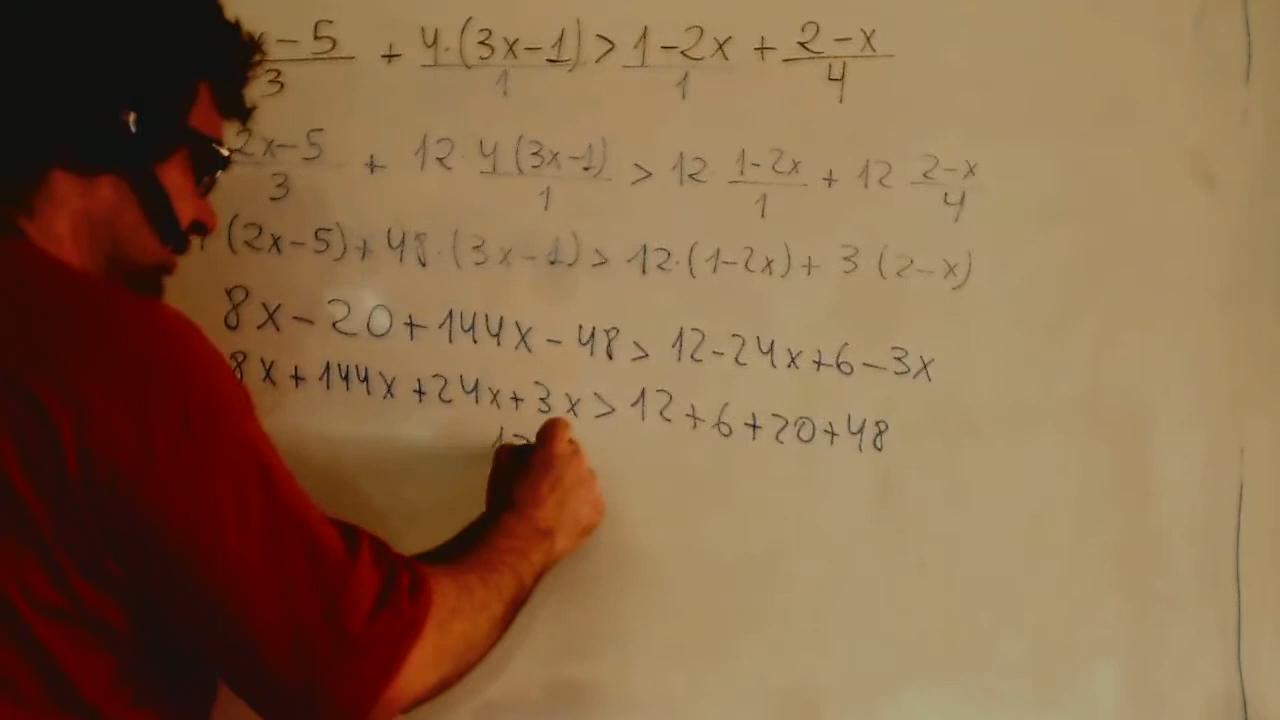 x-5/3 + 4·(3x-1)/1 > 1-2x/1 + 2-x/4
2x-5/3 + 12 4(3x-1)/1 > 12 1-2x/1 + 12 2-x/4
(2x-5)+48·(3x-1)> 12·(1-2x)+ 3 (2-x)
8x-20+144x-48> 12-24x+6-3x
8x+144x+24x+3x>12+6+20+48
1